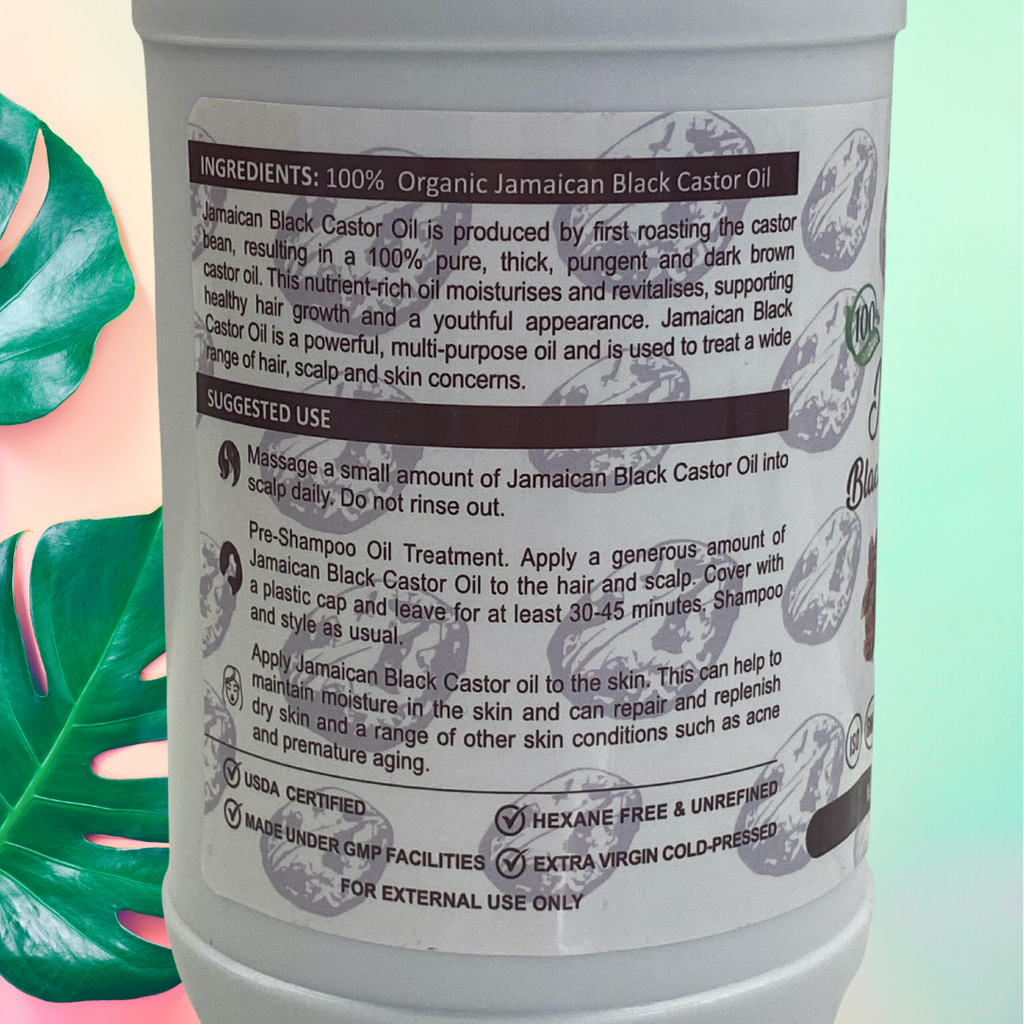 INGREDIENTS: 100% Organic Jamaican Black Castor Oil
Jamaican Black Castor Oil is produced by first roasting the castor
bean, resulting in a 100% pure, thick, pungent and dark brown
castor oil. This nutrient-rich oil moisturises and revitalises, supporting
healthy hair growth and a youthful appearance. Jamaican Black
Castor Oil is a powerful, multi-purpose oil and is used to treat a wide
range of hair, scalp and skin concerns.
SUGGESTED USE
Massage a small amount of Jamaican Black Castor Oil into
scalp daily. Do not rinse out.
Pre-Shampoo Oil Treatment. Apply a generous amount of
Jamaican Black Castor Oil to the hair and scalp. Cover with
a plastic cap and leave for at least 30-45 minutes. Shampoo
and style as usual.
Apply Jamaican Black Castor oil to the skin. This can help to
maintain moisture in the skin and can repair and replenish
dry skin and a range of other skin conditions such as acne
and premature aging.
USDA CERTIFIED
HEXANE FREE & UNREFINED
MADE UNDER GMP FACILITIES
EXTRA VIRGIN COLD-PRESSED
FOR EXTERNAL USE ONLY
100
ISO